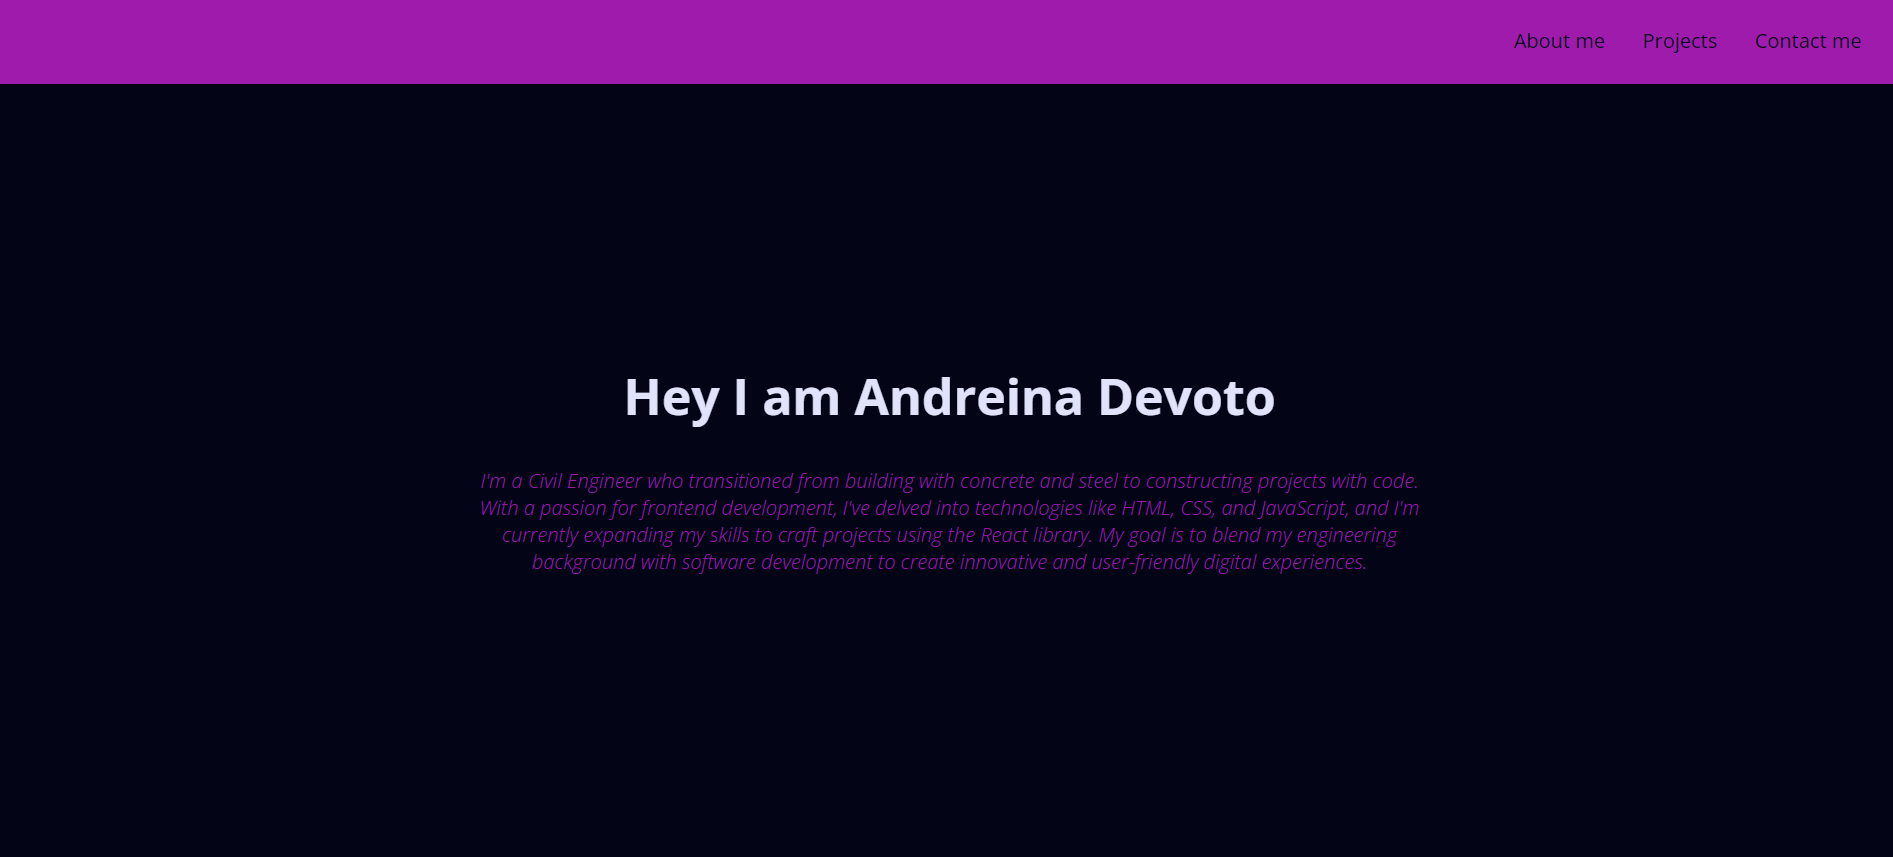 About me Projects Contact me
Hey I am Andreina Devoto
I'm a Civil Engineer who transitioned from building with concrete and steel to constructing projects with code.
With a passion for frontend development, I've delved into technologies like HTML, CSS, and JavaScript, and I'm
currently expanding my skills to craft projects using the React library. My goal is to blend my engineering
background with software development to create innovative and user-friendly digital experiences.